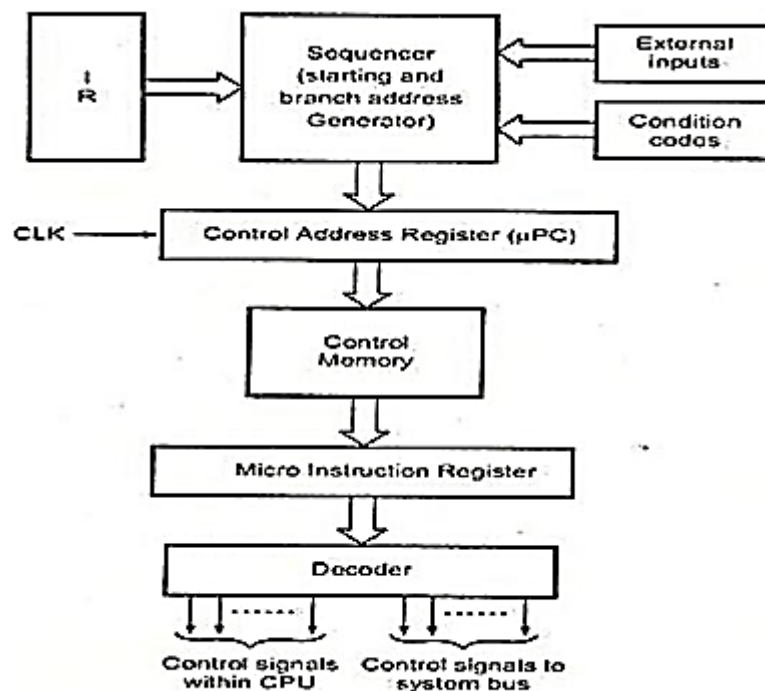 I
R
Sequencer
(starting and
branch address
Generator)
External
inputs
Condition
codes
CLK
Control Address Register (μPC)
Control
Memory
Micro Instruction Register
Decoder
Control signals
within CPU
Control signals to
system bus